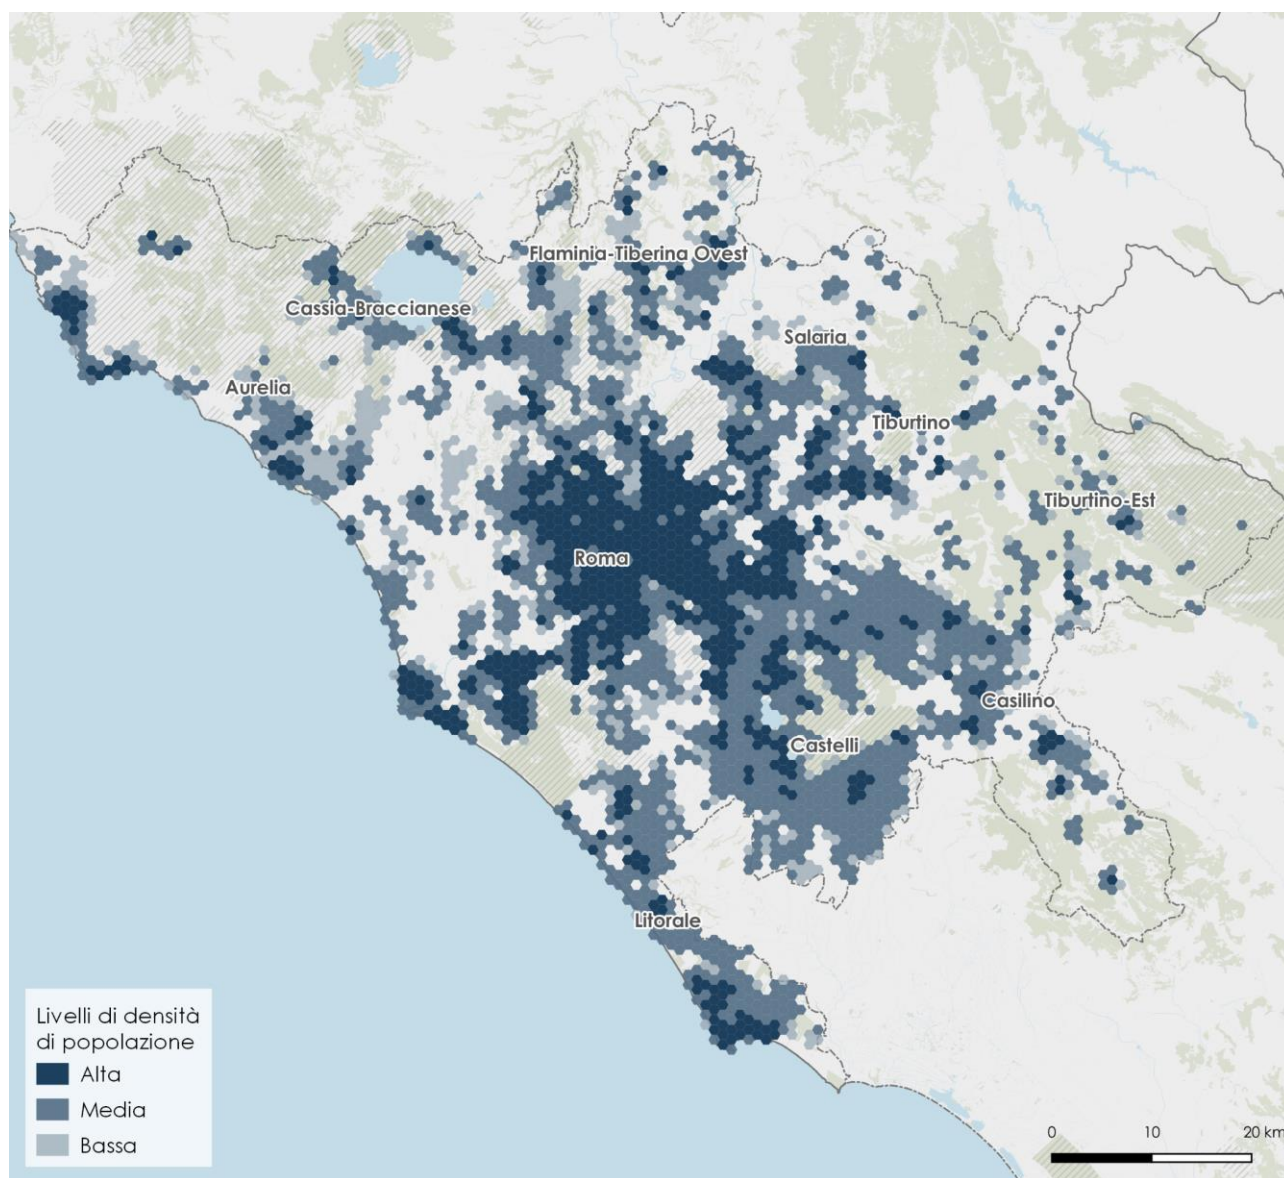 Flaminia-Tiberina Ovest
Cassia-Braccianese
Salaria
Aurelia
Tiburtino
Tiburtino-Est
Roma
Casilino
Castelli
Litorale
Livelli di densità
di popolazione
Alta
Media
Bassa
0 10 20 km